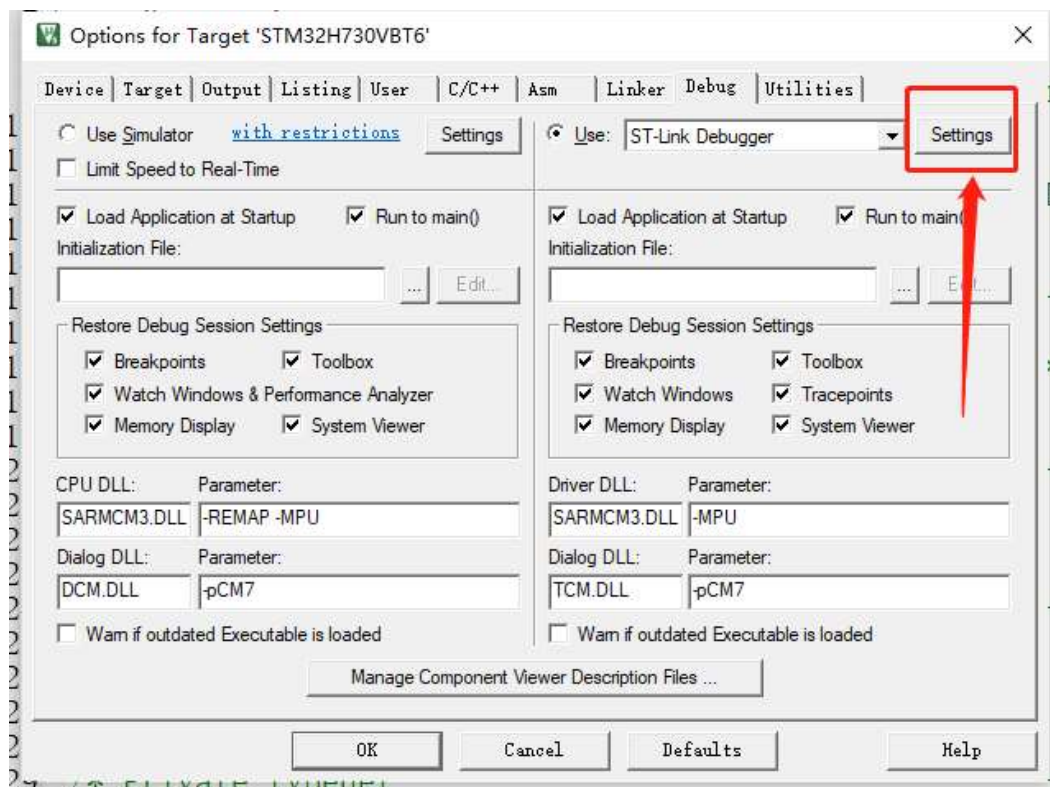 Options for Target 'STM32H730VBT6'
Device Target Output Listing User C/C++ Asm Linker Debug Utilities
Use Simulator with restrictions Settings Use: ST-Link Debugger Settings
Limit Speed to Real-Time
Load Application at Startup Run to main() Load Application at Startup Run to main()
Initialization File: Initialization File:
... Edit... ...
Restore Debug Session Settings Restore Debug Session Settings
Breakpoints Toolbox Breakpoints Toolbox
Watch Windows & Performance Analyzer Watch Windows Tracepoints
Memory Display System Viewer Memory Display System Viewer
CPU DLL: Parameter: Driver DLL: Parameter:
SARMCM3.DLL -REMAP -MPU SARMCM3.DLL -MPU
Dialog DLL: Parameter: Dialog DLL: Parameter:
DCM.DLL -pCM7 TCM.DLL -pCM7
Warn if outdated Executable is loaded Warn if outdated Executable is loaded
Manage Component Viewer Description Files ...
OK Cancel Defaults Help